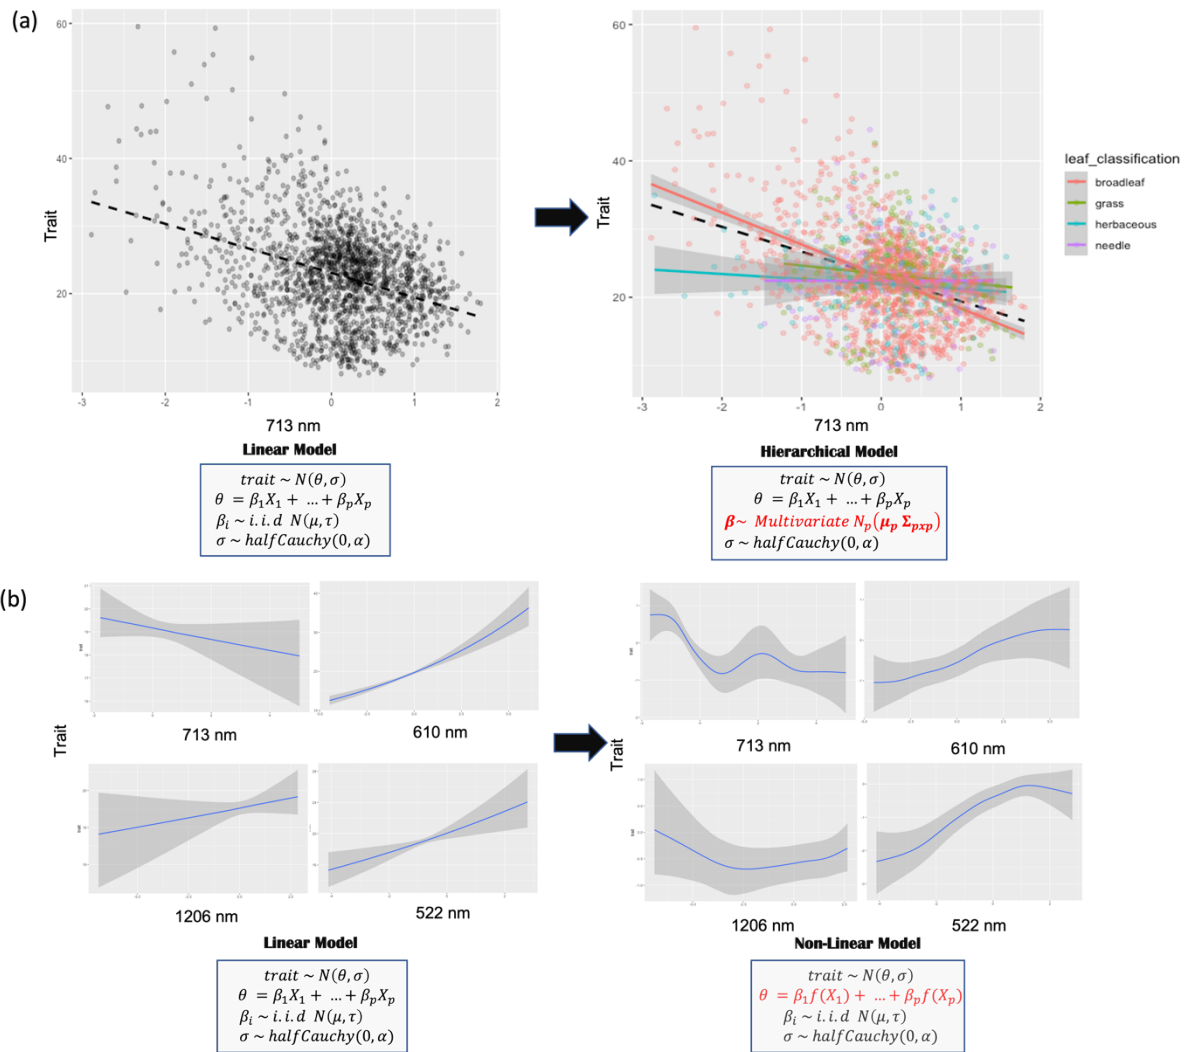 (a)
60
40
20
Trait
-3 -2 -1 0 1 2
713 nm
Linear Model
trait ~ N(θ, σ)
θ = β₁X₁ + … + βₚXₚ
βᵢ ~ i.i.d N(μ, τ)
σ ~ halfCauchy(0, α)
60
40
20
Trait
-3 -2 -1 0 1 2
713 nm
leaf_classification
broadleaf
grass
herbaceous
needle
Hierarchical Model
trait ~ N(θ, σ)
θ = β₁X₁ + … + βₚXₚ
β~ Multivariate Nₚ(μₚ Σₚₓₚ)
σ ~ halfCauchy(0, α)
(b)
Trait
trait
713 nm
610 nm
trait
1206 nm
522 nm
Linear Model
trait ~ N(θ, σ)
θ = β₁X₁ + … + βₚXₚ
βᵢ ~ i.i.d N(μ, τ)
σ ~ halfCauchy(0, α)
Trait
trait
713 nm
610 nm
trait
1206 nm
522 nm
Non-Linear Model
trait ~ N(θ, σ)
θ = β₁f(X₁) + … + βₚf(Xₚ)
βᵢ ~ i.i.d N(μ, τ)
σ ~ halfCauchy(0, α)